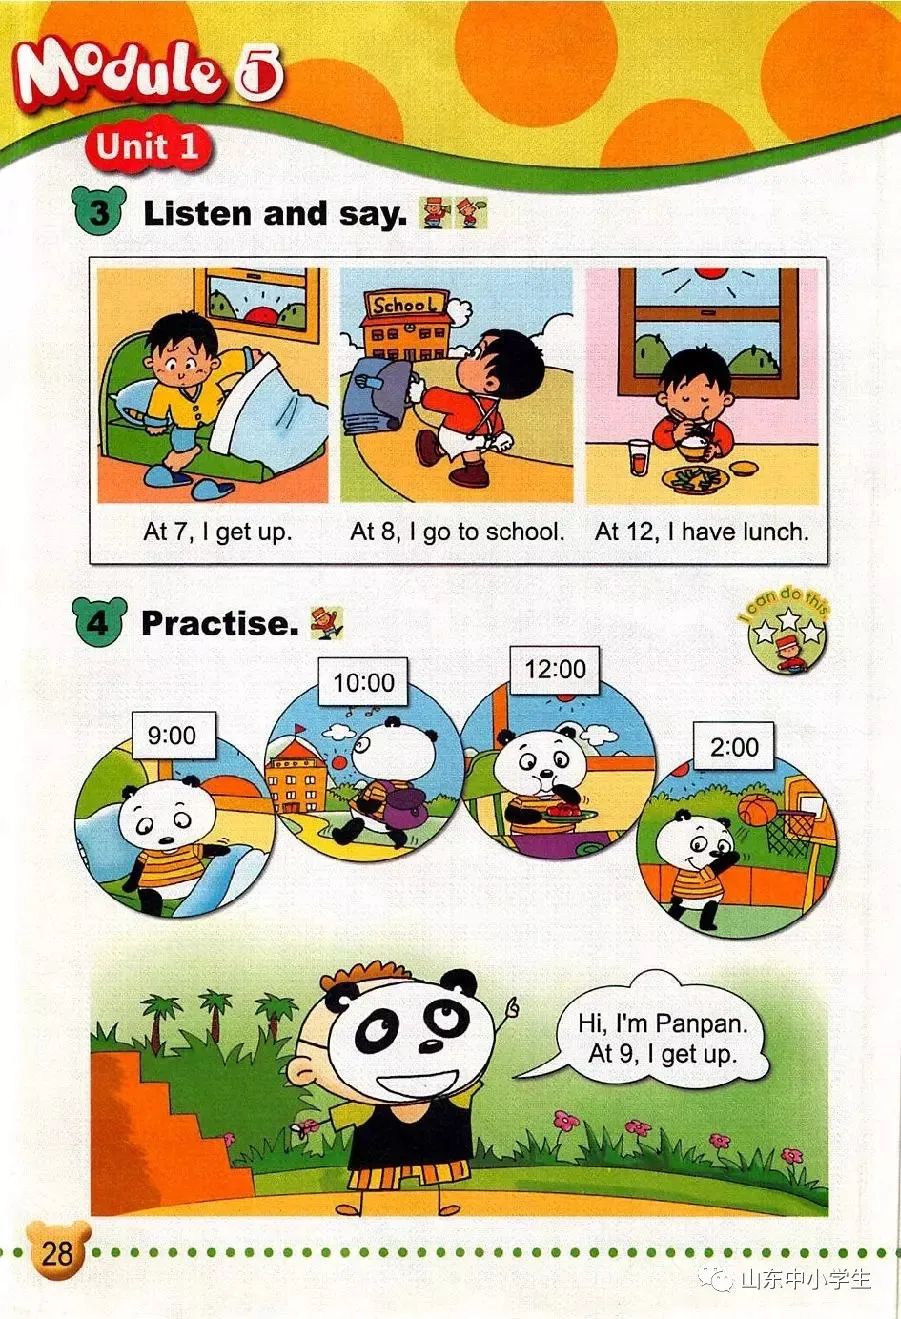 Module 5
Unit 1
3 Listen and say.
School
At 7, I get up.
At 8, I go to school.
At 12, I have lunch.
4 Practise.
I can do this
9:00
10:00
12:00
2:00
Hi, I'm Panpan.
At 9, I get up.
28
山东中小学生